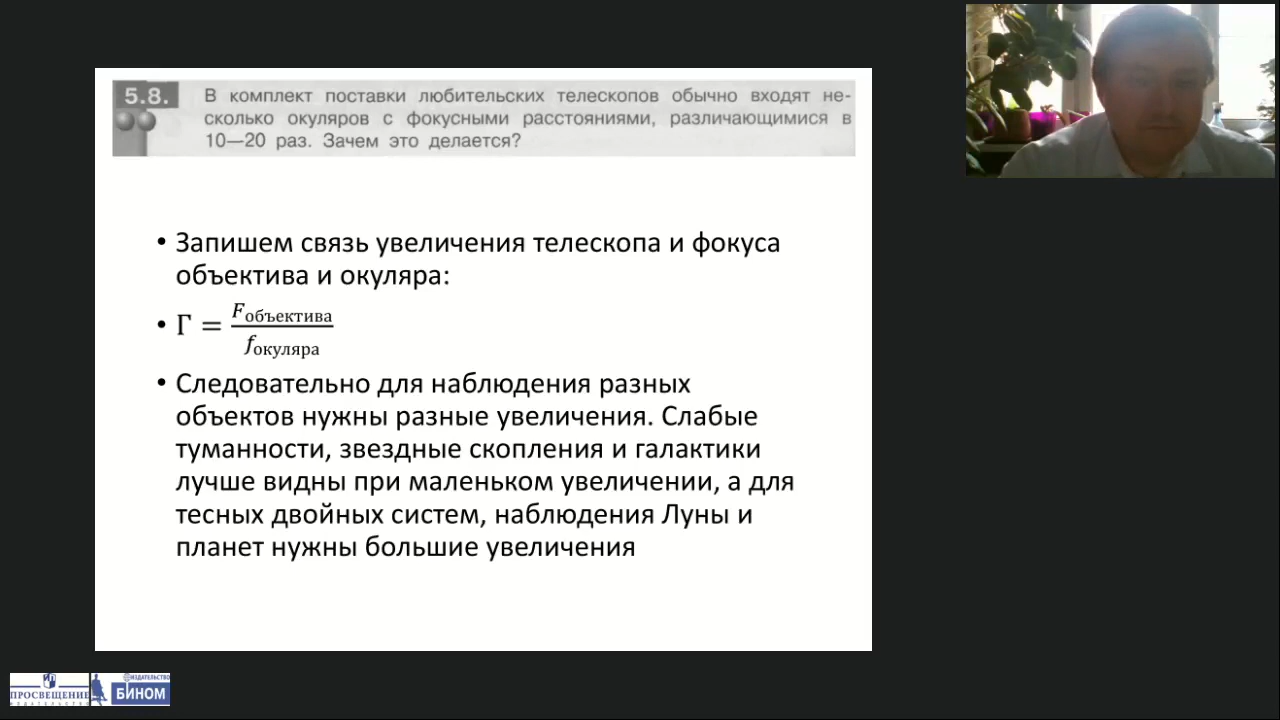 5.8. В комплект поставки любительских телескопов обычно входят не-
сколько окуляров с фокусными расстояниями, различающимися в
10—20 раз. Зачем это делается?
• Запишем связь увеличения телескопа и фокуса
объектива и окуляра:
• Г = Fобъектива / fокуляра
• Следовательно для наблюдения разных
объектов нужны разные увеличения. Слабые
туманности, звездные скопления и галактики
лучше видны при маленьком увеличении, а для
тесных двойных систем, наблюдения Луны и
планет нужны большие увеличения
ПРОСВЕЩЕНИЕ
ИЗДАТЕЛЬСТВО
ИЗДАТЕЛЬСТВО
БИНОМ